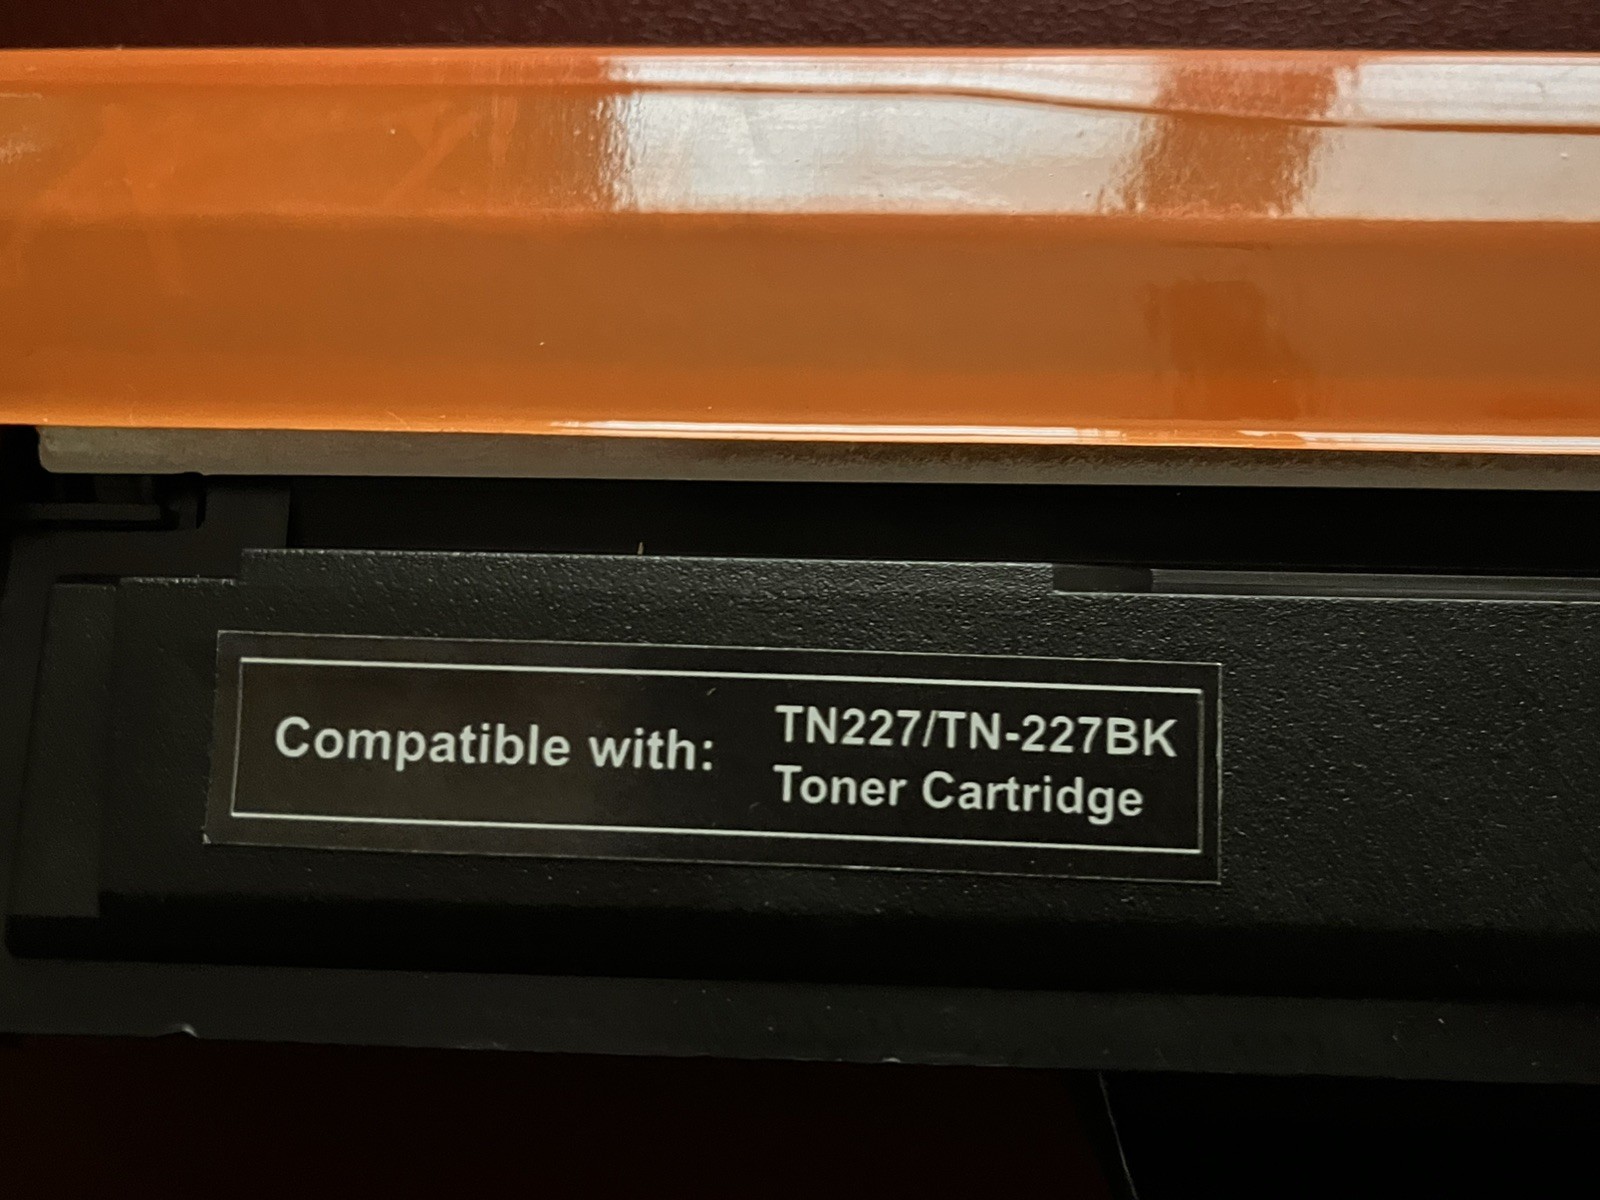 Compatible with:
TN227/TN-227BK
Toner Cartridge